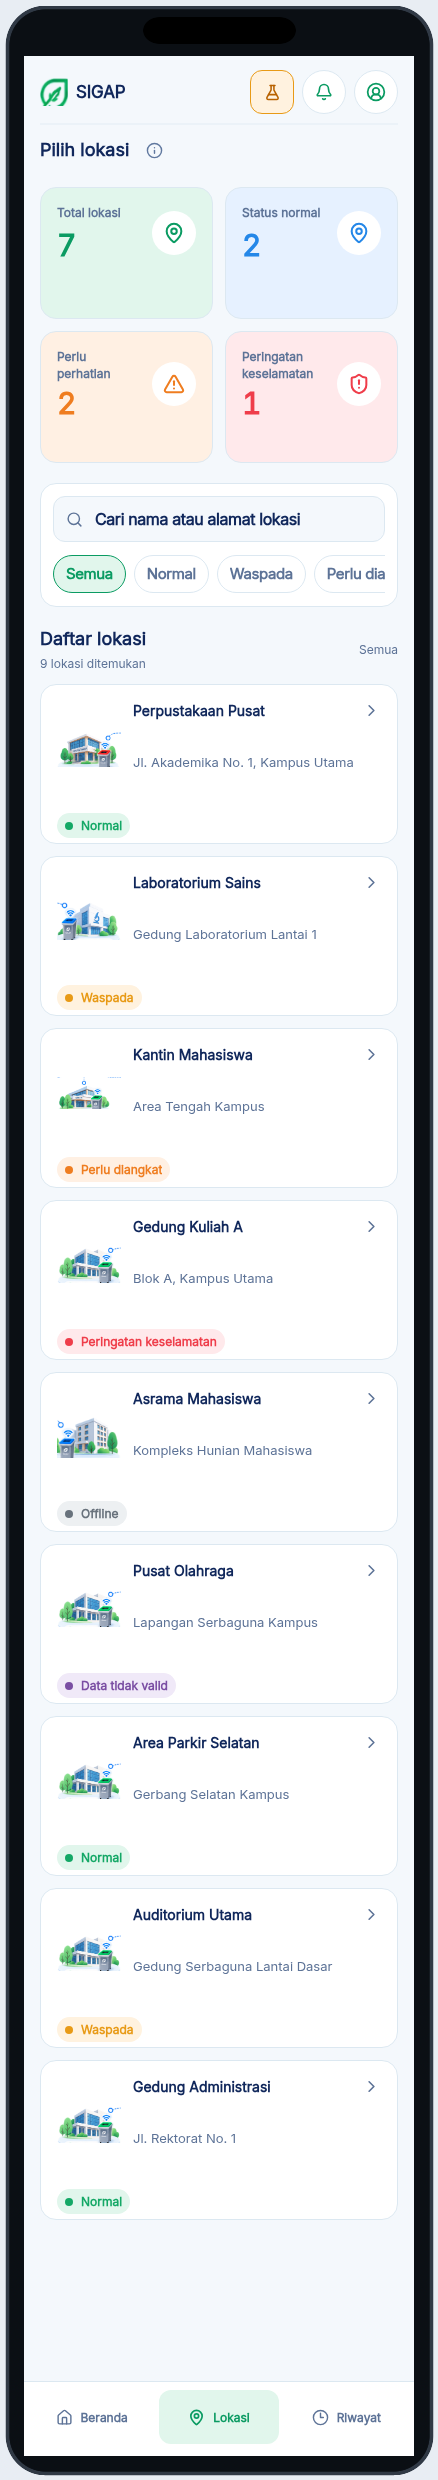 SIGAP
Pilih lokasi
Total lokasi
7
Status normal
2
Perlu
perhatian
2
Peringatan
keselamatan
1
Cari nama atau alamat lokasi
Semua
Normal
Waspada
Perlu dia
Daftar lokasi
9 lokasi ditemukan
Semua
Perpustakaan Pusat
Jl. Akademika No. 1, Kampus Utama
Normal
Laboratorium Sains
Gedung Laboratorium Lantai 1
Waspada
Kantin Mahasiswa
Area Tengah Kampus
Perlu diangkat
Gedung Kuliah A
Blok A, Kampus Utama
Peringatan keselamatan
Asrama Mahasiswa
Kompleks Hunian Mahasiswa
Offline
Pusat Olahraga
Lapangan Serbaguna Kampus
Data tidak valid
Area Parkir Selatan
Gerbang Selatan Kampus
Normal
Auditorium Utama
Gedung Serbaguna Lantai Dasar
Waspada
Gedung Administrasi
Jl. Rektorat No. 1
Normal
Beranda
Lokasi
Riwayat